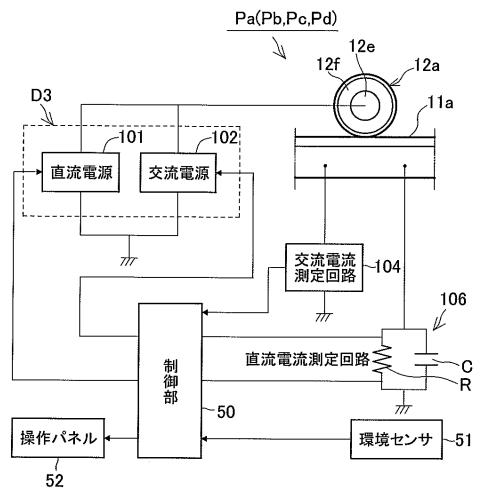 Pa(Pb,Pc,Pd)
12e
12f
12a
11a
D3
101
102
直流電源
交流電源
交流電流
測定回路
104
106
制御部
直流電流測定回路
C
R
50
操作パネル
52
環境センサ
51